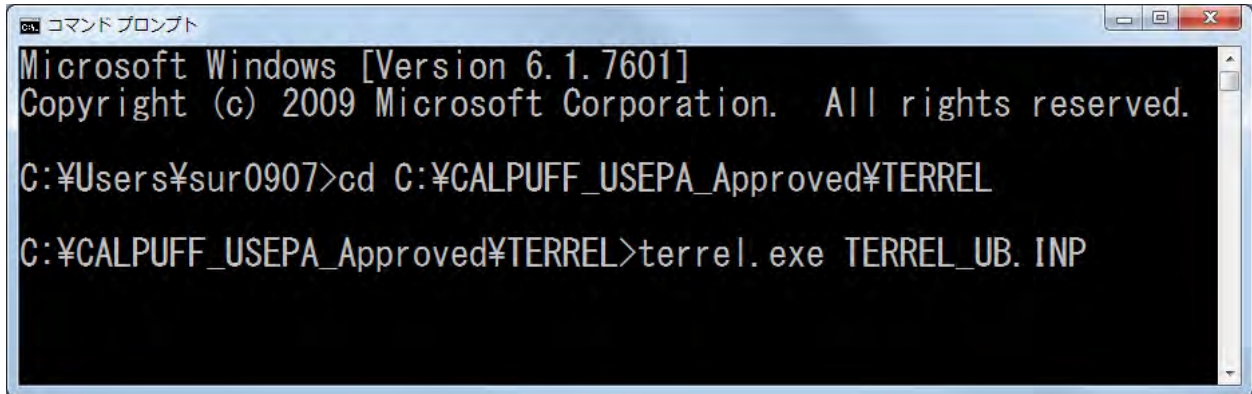 コマンド プロンプト
Microsoft Windows [Version 6.1.7601]
Copyright (c) 2009 Microsoft Corporation.  All rights reserved.
C:¥Users¥sur0907>cd C:¥CALPUFF_USEPA_Approved¥TERREL
C:¥CALPUFF_USEPA_Approved¥TERREL>terrel.exe TERREL_UB.INP